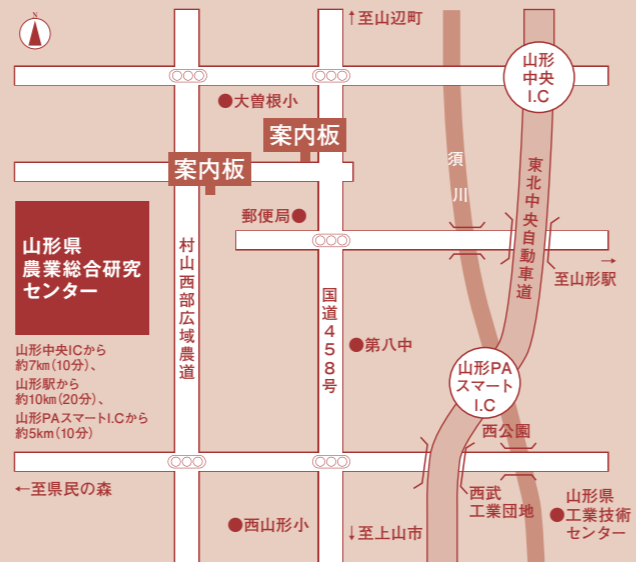 N
↑至山辺町
山形
中央
I.C
●大曽根小
案内板
案内板
須川
東北中央自動車道
郵便局●
→
至山形駅
山形県
農業総合研究
センター
村山西部広域農道
国道458号
●第八中
山形中央ICから
約7km(10分)、
山形駅から
約10km(20分)、
山形PAスマートI.Cから
約5km(10分)
山形PA
スマート
I.C
西公園
←至県民の森
西武
工業団地
山形県
●工業技術
センター
●西山形小
↓至上山市